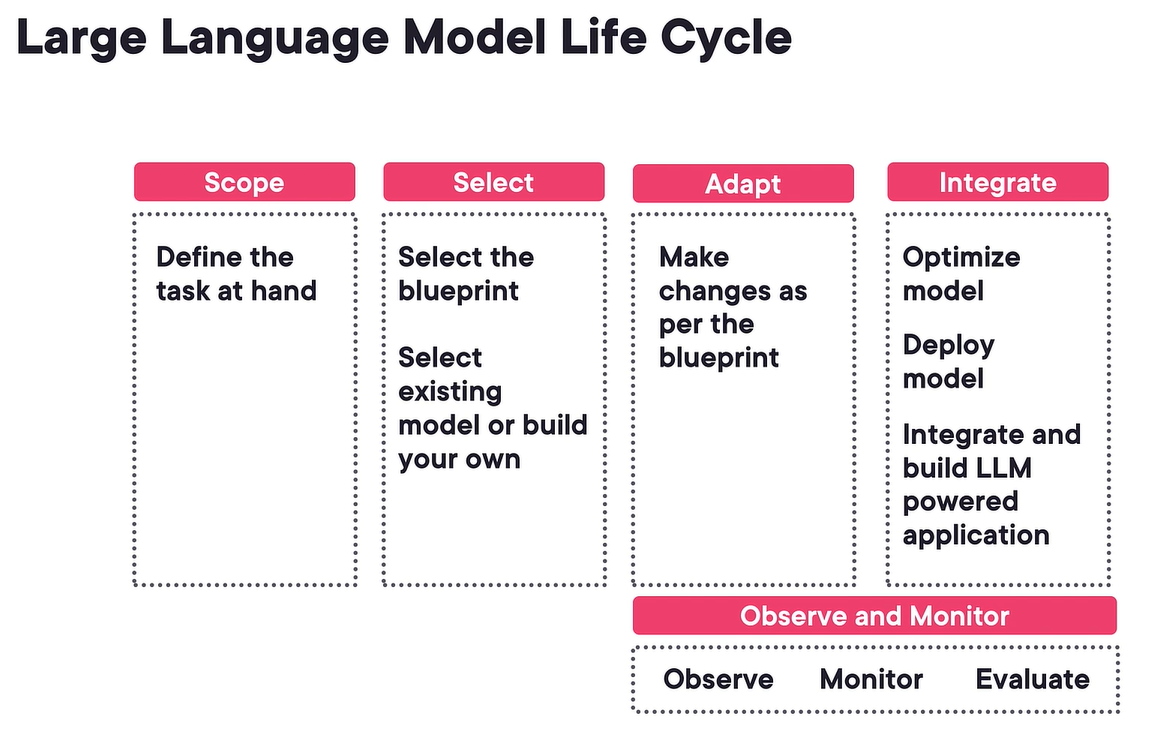 Large Language Model Life Cycle
Scope
Define the
task at hand
Select
Select the
blueprint
Select
existing
model or build
your own
Adapt
Make
changes as
per the
blueprint
Integrate
Optimize
model
Deploy
model
Integrate and
build LLM
powered
application
Observe and Monitor
Observe Monitor Evaluate